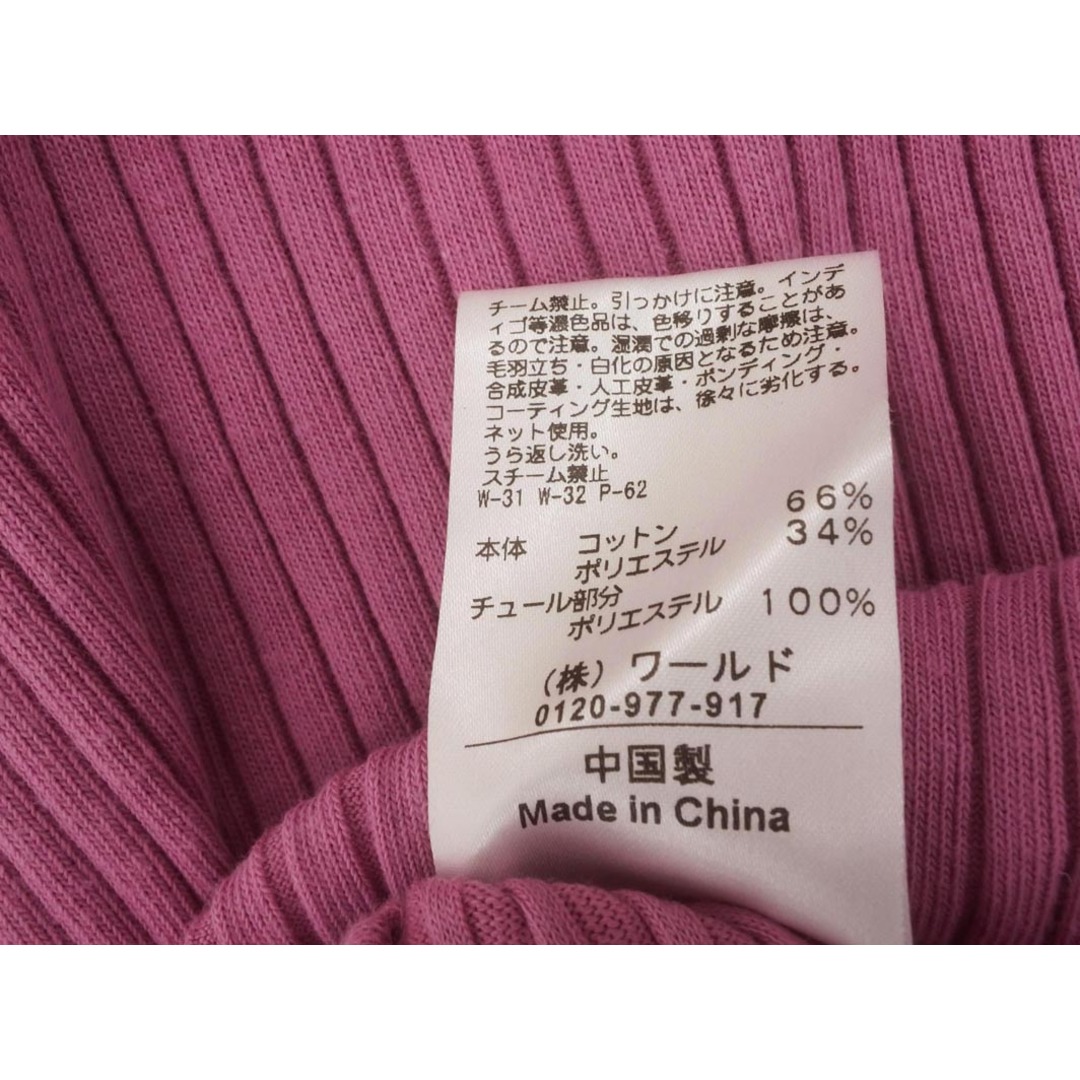 チーム禁止。引っかけに注意。インデ
ィゴ等濃色品は、色移りすることがあ
るので注意。湿潤での過剰な摩擦は、
毛羽立ち・白化の原因となるため注意。
合成皮革・人工皮革・ボンディング・
コーティング生地は、徐々に劣化する。
ネット使用。
うら返し洗い。
スチーム禁止
W-31 W-32 P-62
本体 コットン 66%
ポリエステル 34%
チュール部分
ポリエステル 100%
(株) ワールド
0120-977-917
中国製
Made in China